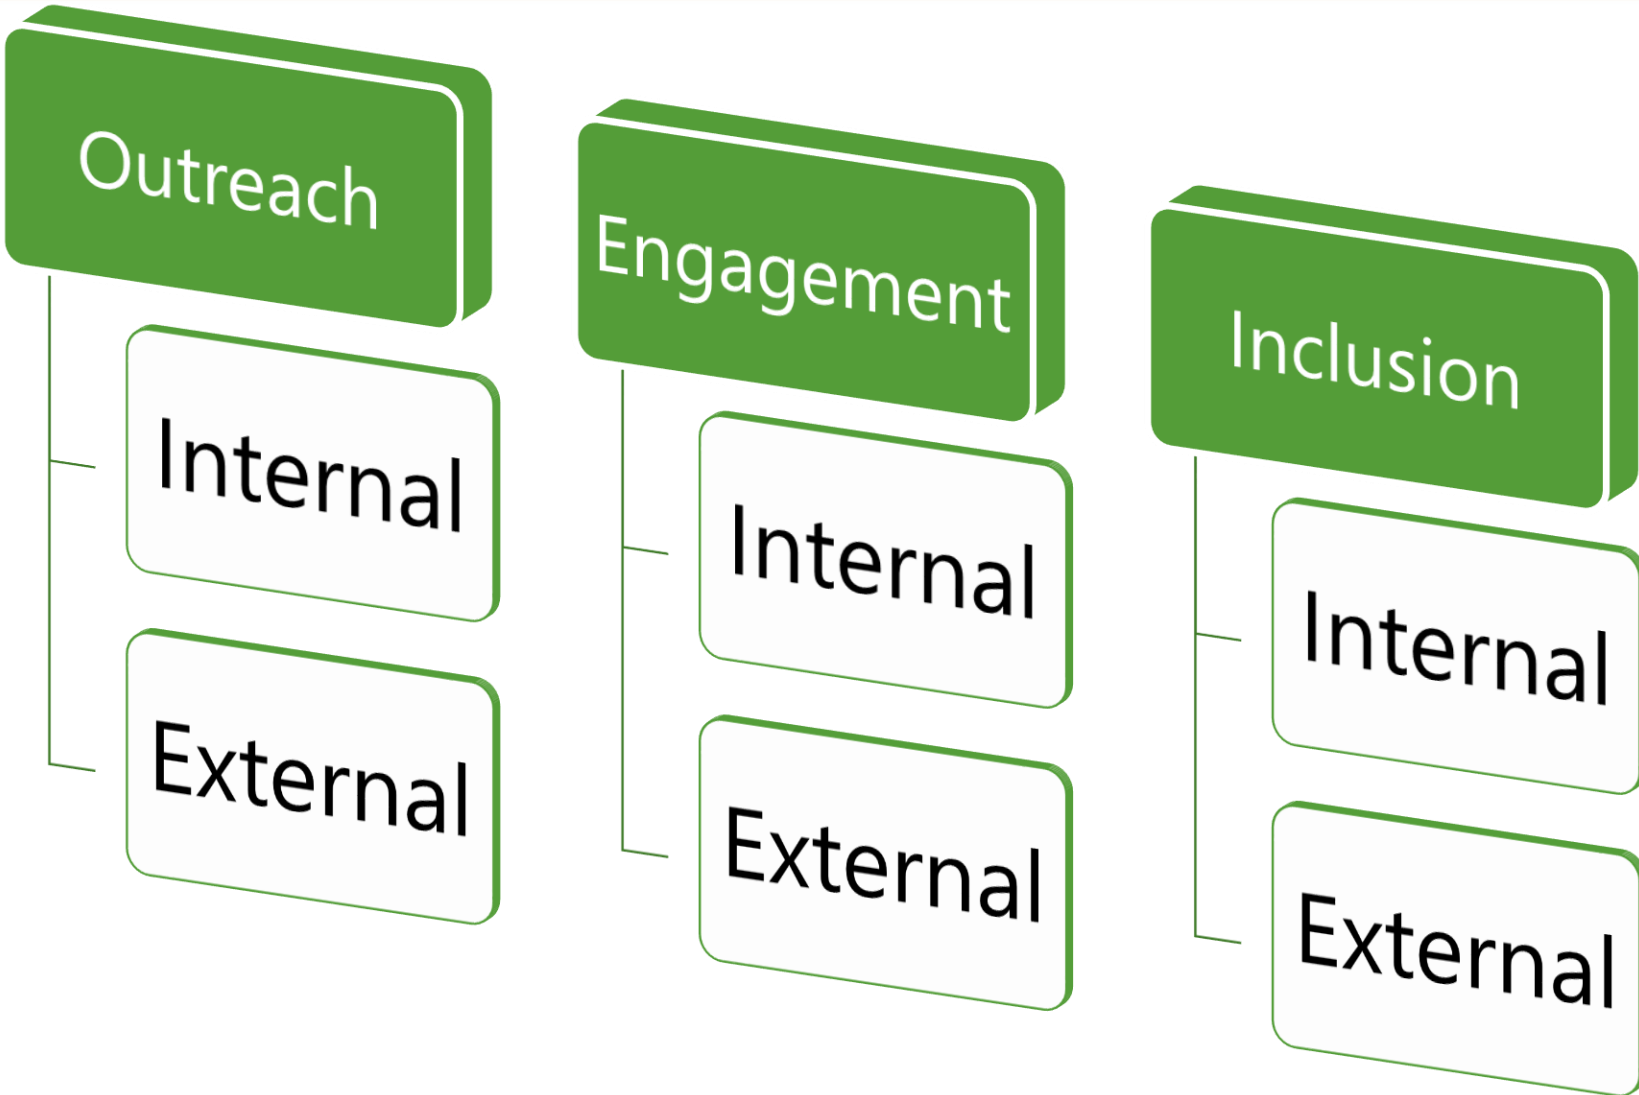 Outreach
Internal
External
Engagement
Internal
External
Inclusion
Internal
External